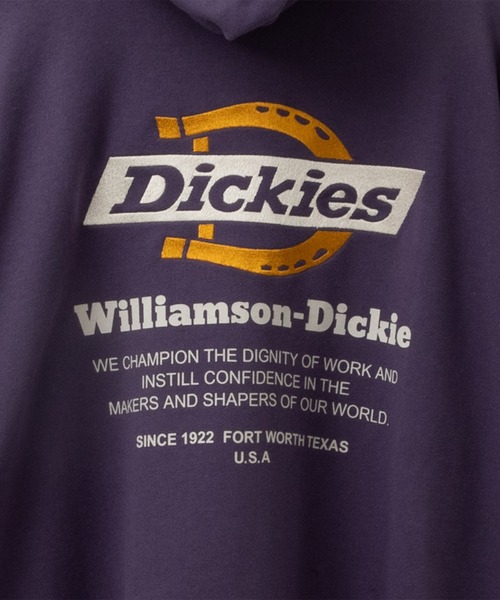 Dickies
Williamson-Dickie
WE CHAMPION THE DIGNITY OF WORK AND
INSTILL CONFIDENCE IN THE
MAKERS AND SHAPERS OF OUR WORLD.
SINCE 1922 FORT WORTH TEXAS
U.S.A